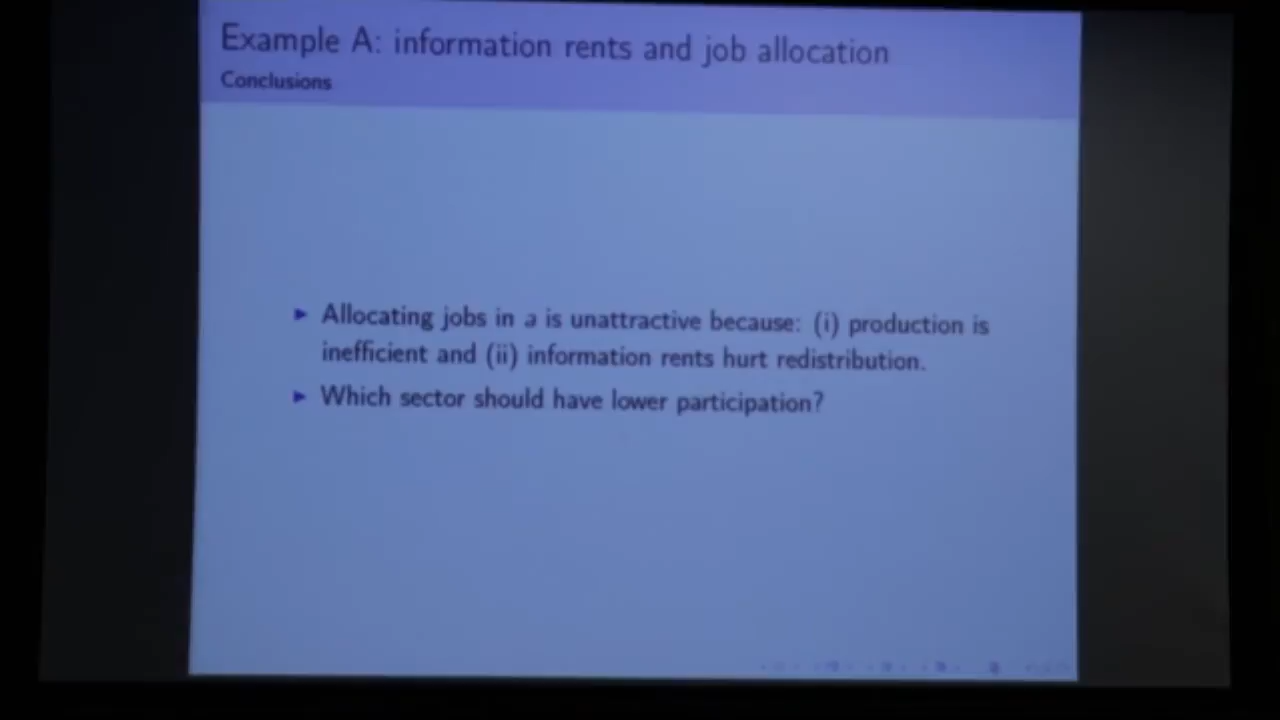 Example A: information rents and job allocation
Conclusions
▶ Allocating jobs in a is unattractive because: (i) production is
inefficient and (ii) information rents hurt redistribution.
▶ Which sector should have lower participation?